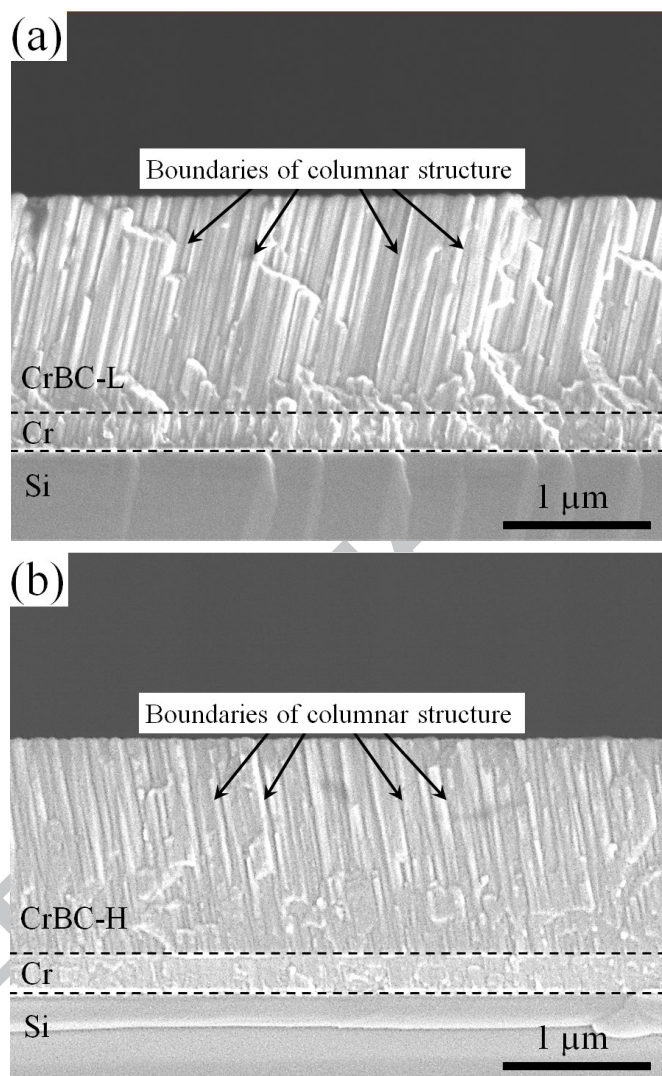 (a)
Boundaries of columnar structure
CrBC-L
Cr
Si
1 μm
(b)
Boundaries of columnar structure
CrBC-H
Cr
Si
1 μm